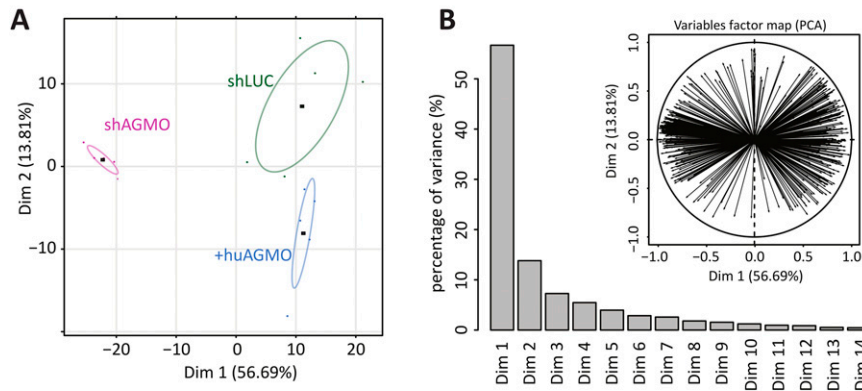 A
Dim 2 (13.81%)
10
0
−10
shLUC
shAGMO
+huAGMO
−20
−10
0
10
20
Dim 1 (56.69%)
B
percentage of variance (%)
50
40
30
20
10
0
Dim 1
Dim 2
Dim 3
Dim 4
Dim 5
Dim 6
Dim 7
Dim 8
Dim 9
Dim 10
Dim 11
Dim 12
Dim 13
Dim 14
Variables factor map (PCA)
Dim 2 (13.81%)
1.0
0.5
0.0
−0.5
−1.0
−1.0
−0.5
0.0
0.5
1.0
Dim 1 (56.69%)